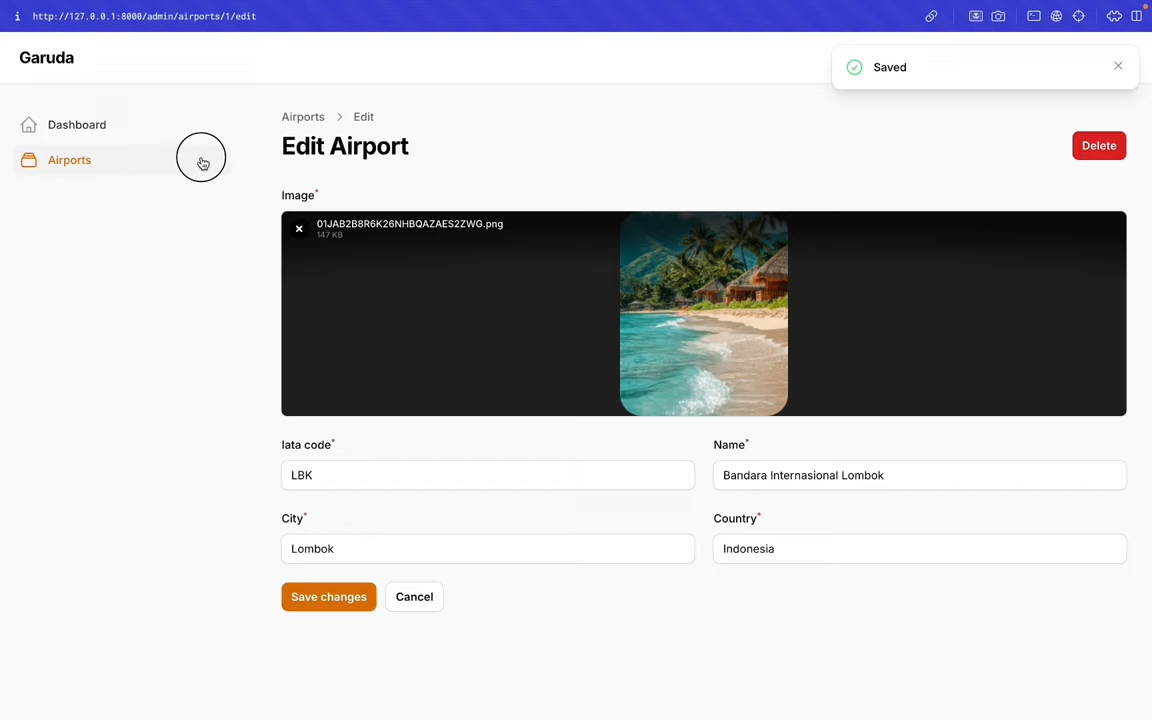 http://127.0.0.1:8000/admin/airports/1/edit
Garuda
Saved
Dashboard
Airports
Airports > Edit
Edit Airport
Delete
Image*
01JAB2B8R6K26NHBQAZAES2ZWG.png
147 KB
Iata code*
Name*
LBK
Bandara Internasional Lombok
City*
Country*
Lombok
Indonesia
Save changes
Cancel